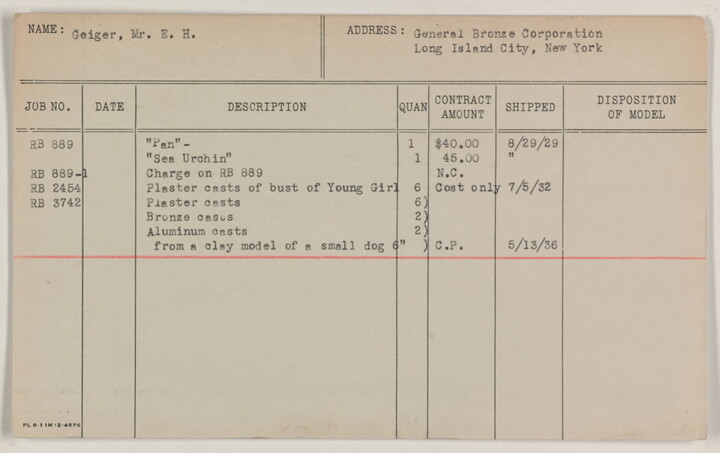 NAME: Geiger, Mr. E. H.
ADDRESS: General Bronze Corporation
Long Island City, New York
JOB NO. DATE DESCRIPTION QUAN CONTRACT AMOUNT SHIPPED DISPOSITION OF MODEL
RB 889 "Pan"- 1 $40.00 8/29/29
"Sea Urchin" 1 45.00 "
RB 889-1 Charge on RB 889 N.C.
RB 2454 Plaster casts of bust of Young Girl 6 Cost only 7/5/32
RB 3742 Plaster casts 6)
Bronze casts 2)
Aluminum casts 2)
from a clay model of a small dog 6" ) C.P. 5/13/36